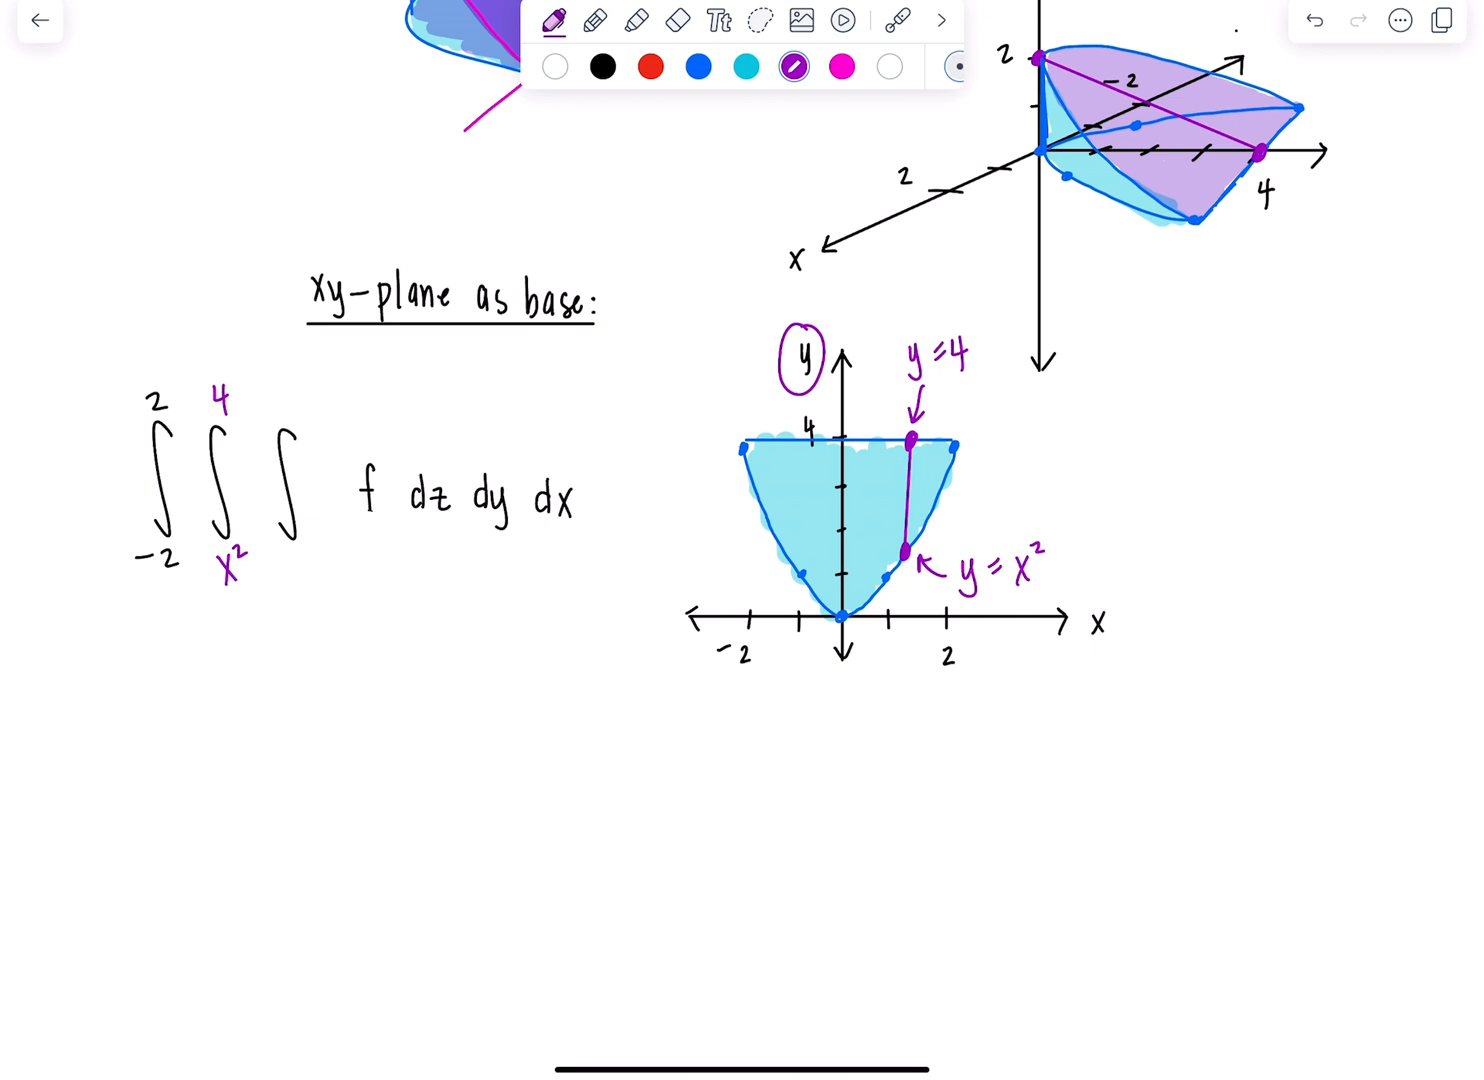 Tt
2
-2
2
4
x
xy-plane as base:
y
y=4
2 4
∫ ∫ ∫ f dz dy dx
-2 x²
4
y = x²
x
-2
2